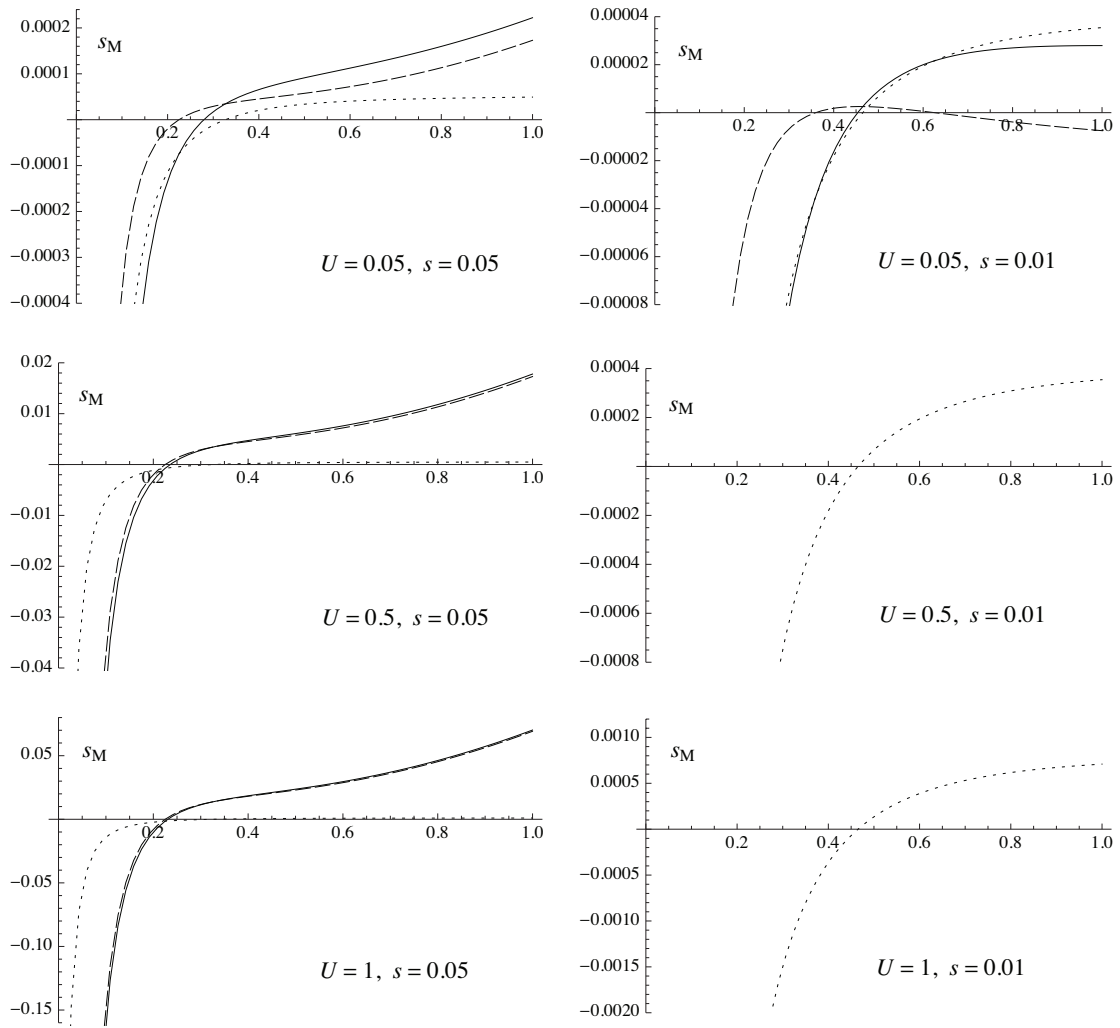 0.0002
s_M
0.0001
0.2 0.4 0.6 0.8 1.0
−0.0001
−0.0002
−0.0003
−0.0004
U = 0.05, s = 0.05
0.00004
s_M
0.00002
0.2 0.4 0.6 0.8 1.0
−0.00002
−0.00004
−0.00006
−0.00008
U = 0.05, s = 0.01
0.02
s_M
0.01
0.2 0.4 0.6 0.8 1.0
−0.01
−0.02
−0.03
−0.04
U = 0.5, s = 0.05
0.0004
s_M
0.0002
0.2 0.4 0.6 0.8 1.0
−0.0002
−0.0004
−0.0006
−0.0008
U = 0.5, s = 0.01
s_M
0.05
0.2 0.4 0.6 0.8 1.0
−0.05
−0.10
−0.15
U = 1, s = 0.05
0.0010
s_M
0.0005
0.2 0.4 0.6 0.8 1.0
−0.0005
−0.0010
−0.0015
−0.0020
U = 1, s = 0.01